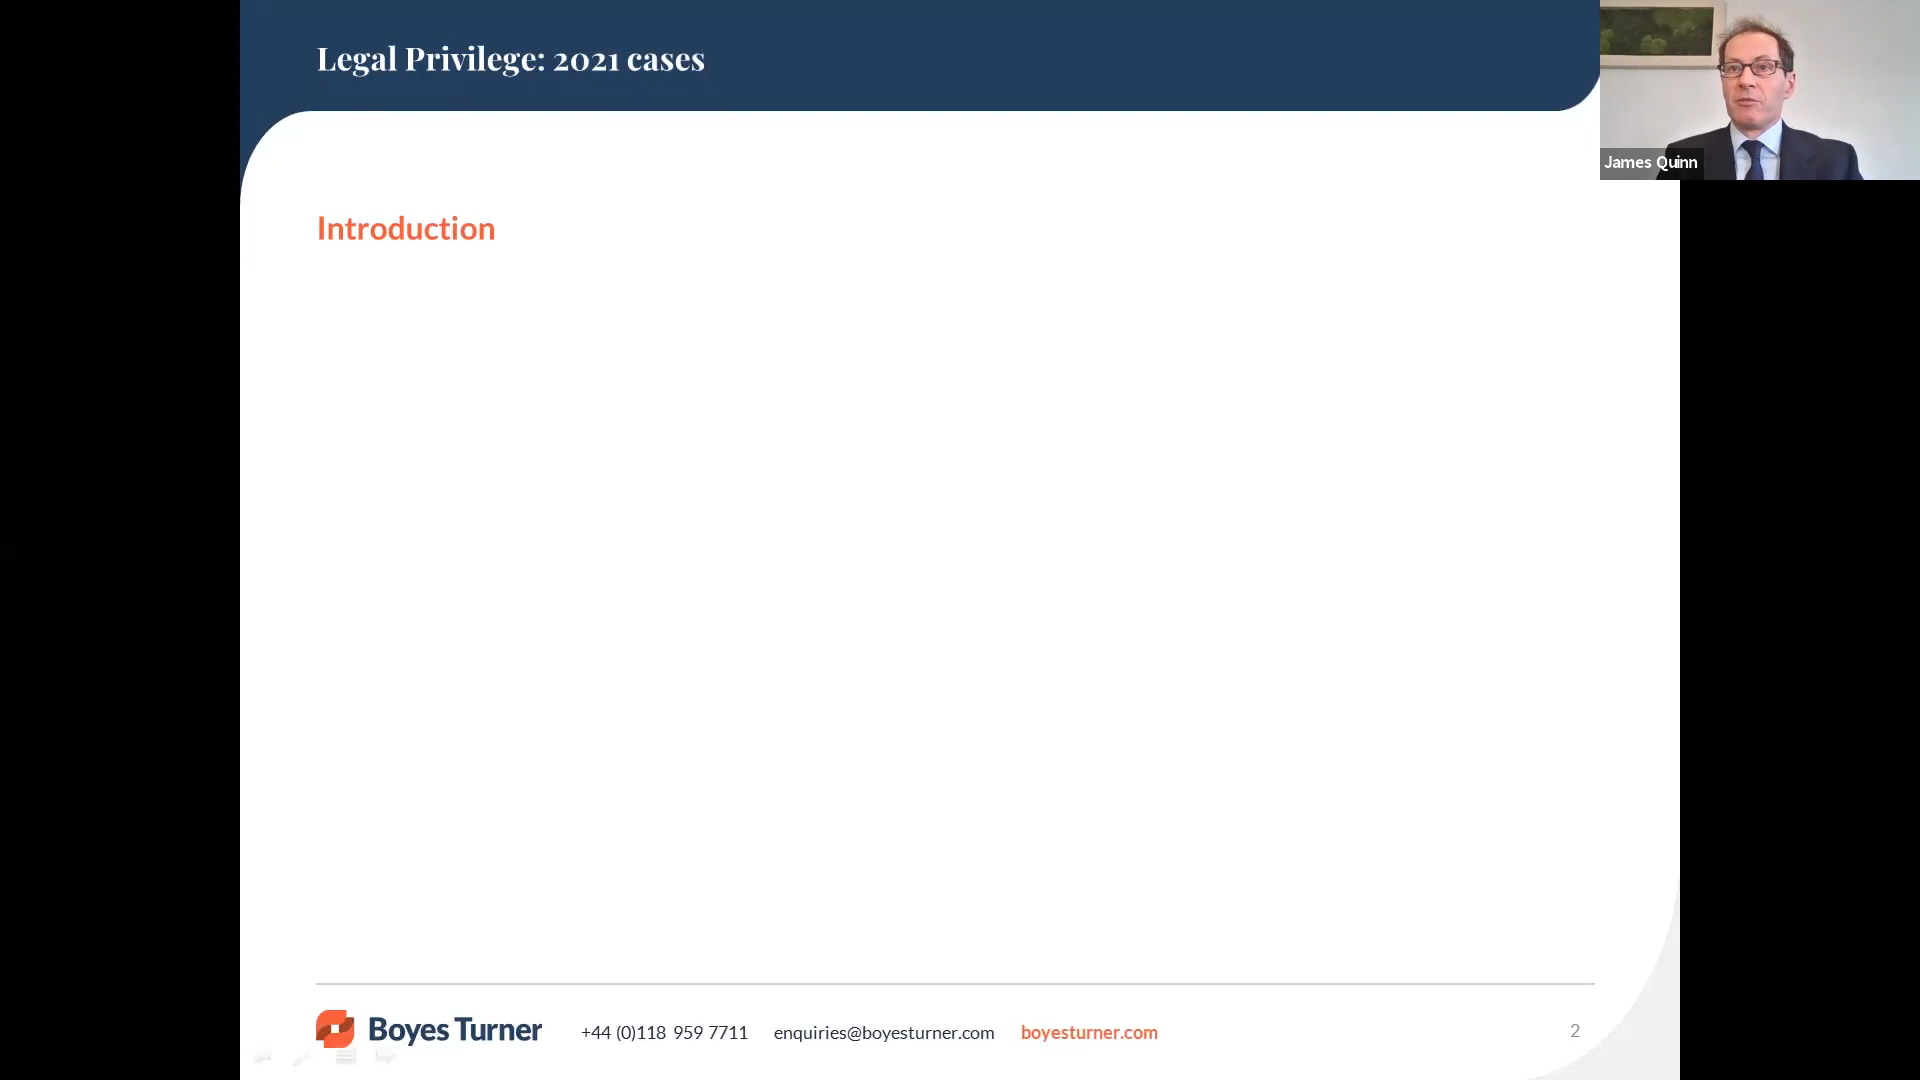 Legal Privilege: 2021 cases
James Quinn
Introduction
Boyes Turner
+44 (0)118 959 7711 enquiries@boyesturner.com boyesturner.com
2